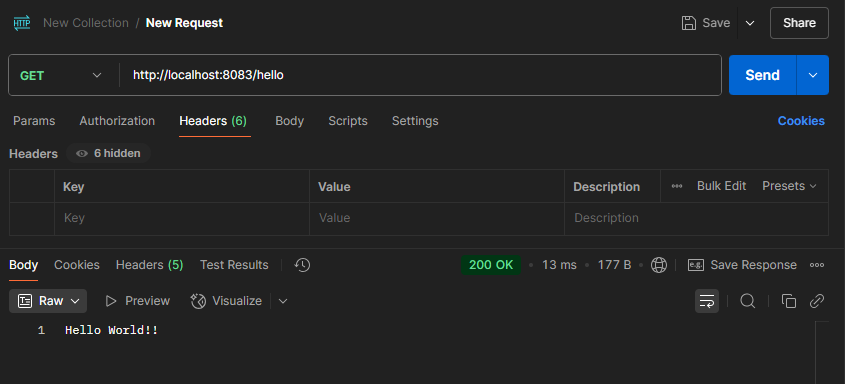 HTTP New Collection / New Request Save Share
GET http://localhost:8083/hello Send
Params Authorization Headers (6) Body Scripts Settings Cookies
Headers 6 hidden
Key Value Description Bulk Edit Presets
Key Value Description
Body Cookies Headers (5) Test Results 200 OK • 13 ms • 177 B • e.g. Save Response
Raw Preview Visualize
1 Hello World!!